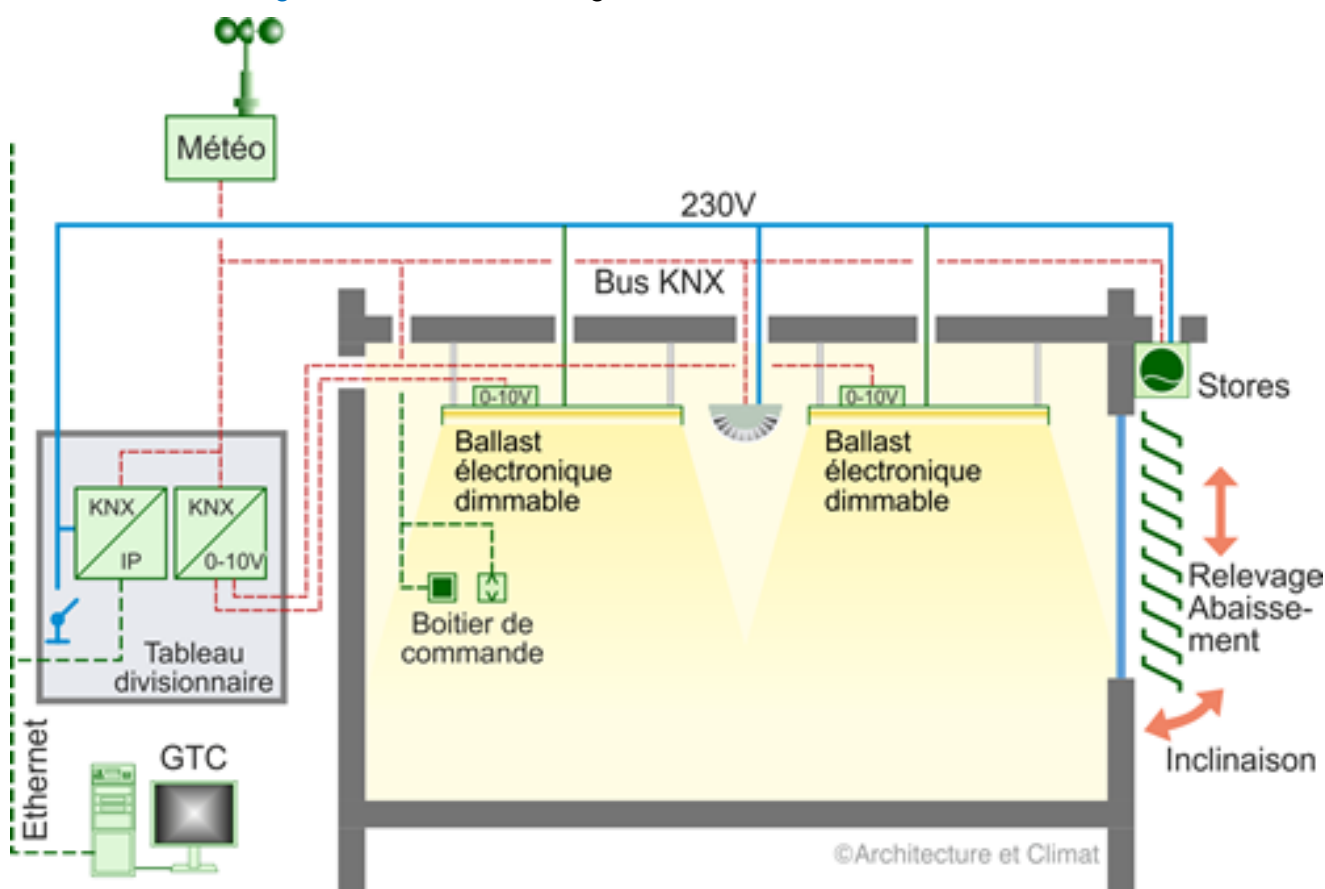 Météo
230V
Bus KNX
0-10V
0-10V
Stores
Ballast
électronique
dimmable
Ballast
électronique
dimmable
KNX
IP
KNX
0-10V
Relevage
Abaisse-
ment
Boitier de
commande
Tableau
divisionnaire
Ethernet
GTC
Inclinaison
©Architecture et Climat